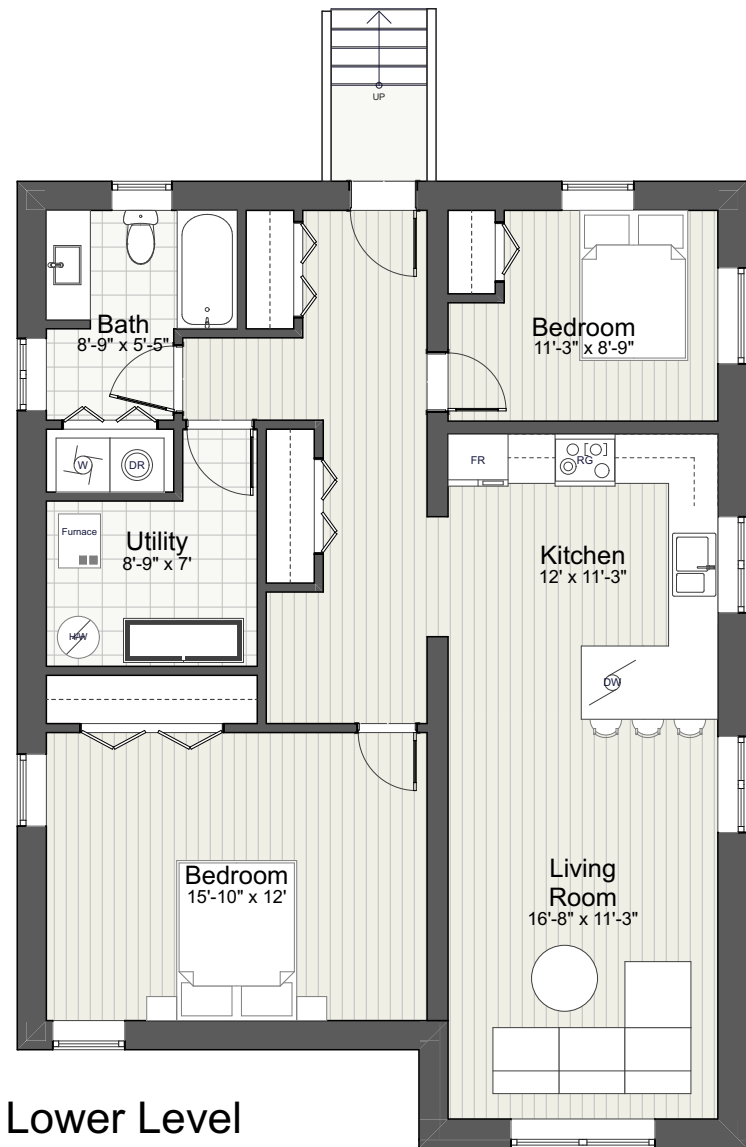 UP
Bath
8'-9" x 5'-5"
Bedroom
11'-3" x 8'-9"
W
DR
FR
RG
Furnace
Utility
8'-9" x 7'
Kitchen
12' x 11'-3"
H/W
DW
Bedroom
15'-10" x 12'
Living
Room
16'-8" x 11'-3"
Lower Level